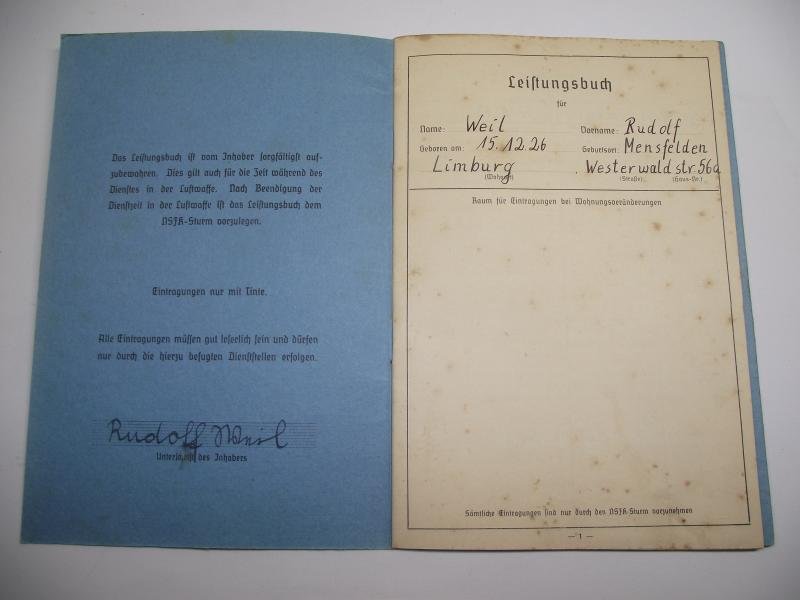 Das Leistungsbuch ist vom Inhaber sorgfältigst auf-
zubewahren. Dies gilt auch für die Zeit während des
Dienstes in der Luftwaffe. Nach Beendigung der
Dienstzeit in der Luftwaffe ist das Leistungsbuch dem
NSFK-Sturm vorzulegen.
Eintragungen nur mit Tinte.
Alle Eintragungen müssen gut leserlich sein und dürfen
nur durch die hierzu befugten Dienststellen erfolgen.
Rudolf Weil
Unterschrift des Inhabers
Leistungsbuch
für
Name: Weil Vorname: Rudolf
Geboren am: 15.12.26 Geburtsort: Mensfelden
Limburg Westerwaldstr 56a
(Wohnort) (Straße) (Haus-Nr.)
Raum für Eintragungen bei Wohnungsveränderungen
Sämtliche Eintragungen sind nur durch den NSFK-Sturm vorzunehmen
— 1 —